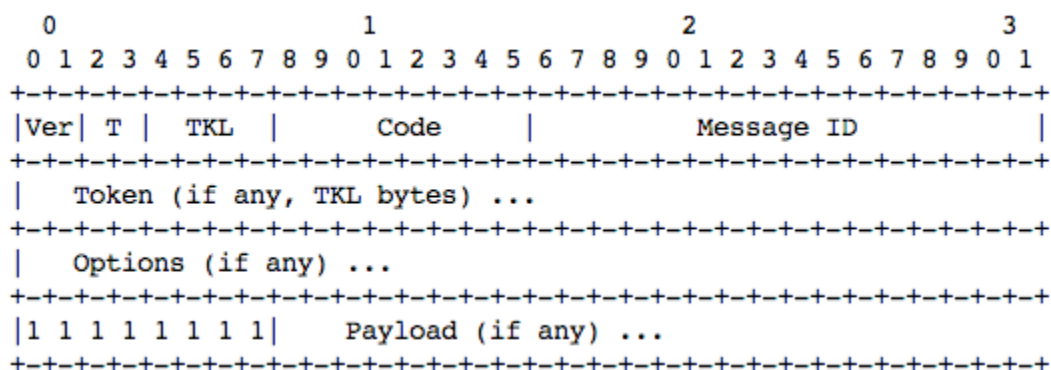 0                   1                   2                   3
 0 1 2 3 4 5 6 7 8 9 0 1 2 3 4 5 6 7 8 9 0 1 2 3 4 5 6 7 8 9 0 1
+-+-+-+-+-+-+-+-+-+-+-+-+-+-+-+-+-+-+-+-+-+-+-+-+-+-+-+-+-+-+-+-+
|Ver| T |  TKL  |      Code     |          Message ID           |
+-+-+-+-+-+-+-+-+-+-+-+-+-+-+-+-+-+-+-+-+-+-+-+-+-+-+-+-+-+-+-+-+
|   Token (if any, TKL bytes) ...
+-+-+-+-+-+-+-+-+-+-+-+-+-+-+-+-+-+-+-+-+-+-+-+-+-+-+-+-+-+-+-+-+
|   Options (if any) ...
+-+-+-+-+-+-+-+-+-+-+-+-+-+-+-+-+-+-+-+-+-+-+-+-+-+-+-+-+-+-+-+-+
|1 1 1 1 1 1 1 1|    Payload (if any) ...
+-+-+-+-+-+-+-+-+-+-+-+-+-+-+-+-+-+-+-+-+-+-+-+-+-+-+-+-+-+-+-+-+